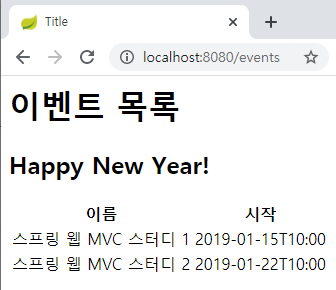 Title
localhost:8080/events
이벤트 목록
Happy New Year!
이름 시작
스프링 웹 MVC 스터디 1 2019-01-15T10:00
스프링 웹 MVC 스터디 2 2019-01-22T10:00